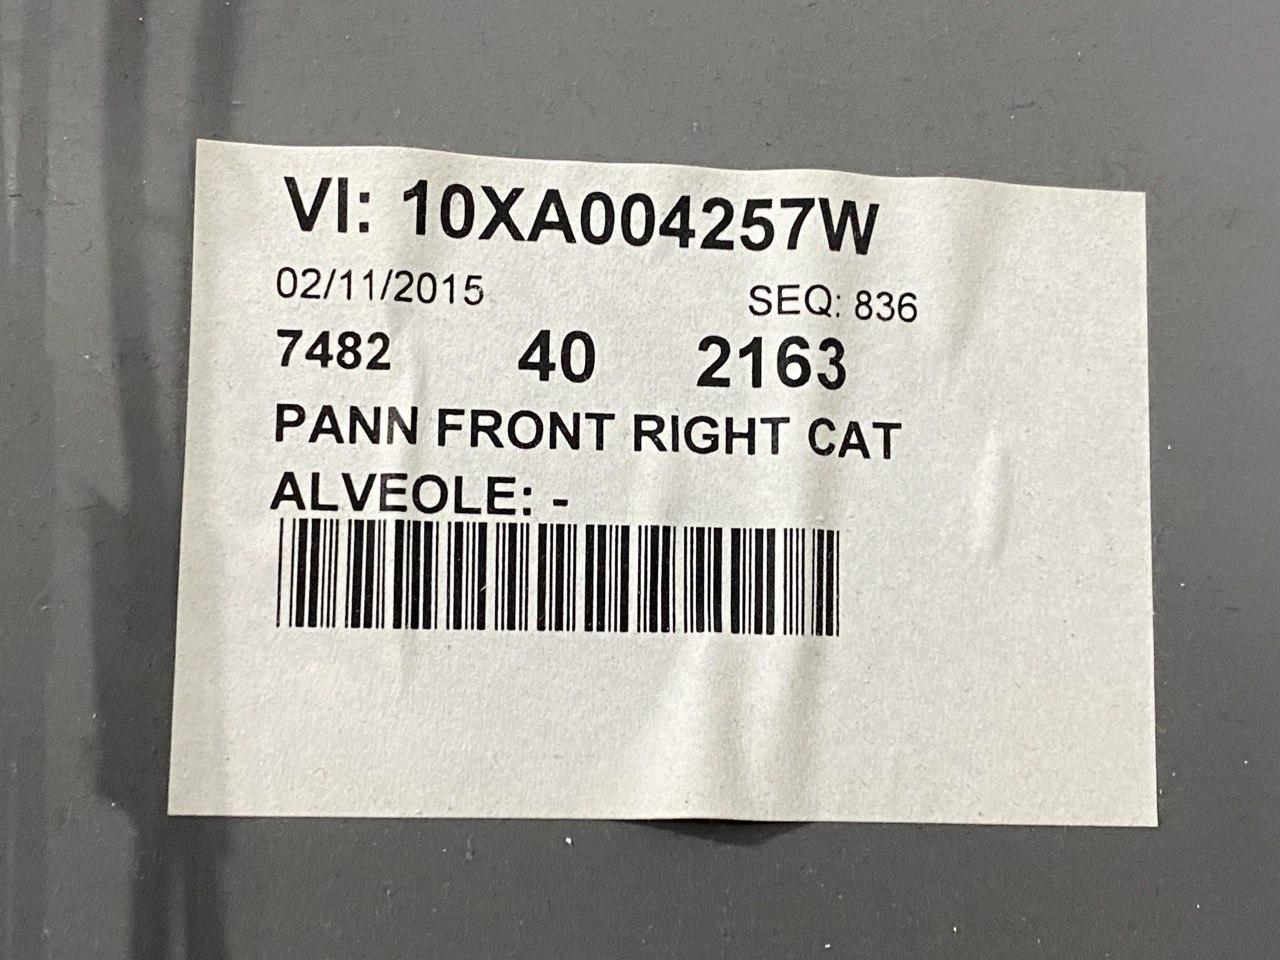 VI: 10XA004257W
02/11/2015 SEQ: 836
7482 40 2163
PANN FRONT RIGHT CAT
ALVEOLE: -